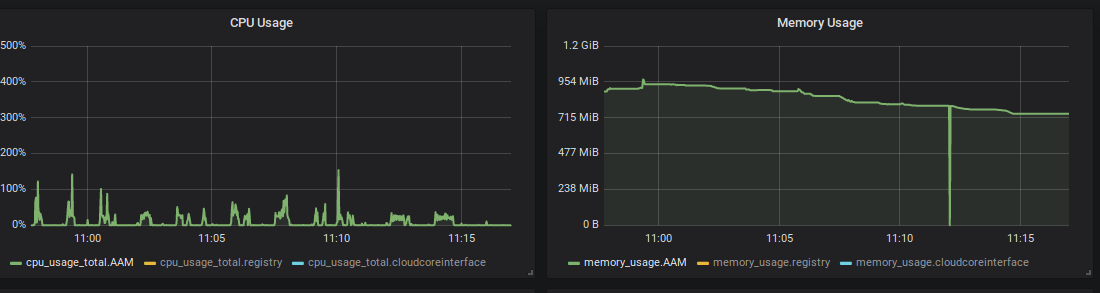 CPU Usage
500%
400%
300%
200%
100%
0%
11:00 11:05 11:10 11:15
cpu_usage_total.AAM cpu_usage_total.registry cpu_usage_total.cloudcoreinterface
Memory Usage
1.2 GiB
954 MiB
715 MiB
477 MiB
238 MiB
0 B
11:00 11:05 11:10 11:15
memory_usage.AAM memory_usage.registry memory_usage.cloudcoreinterface